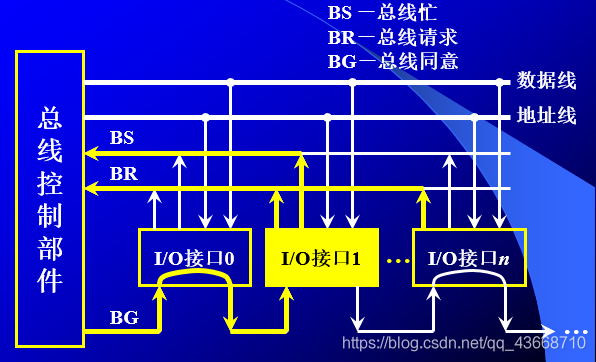 BS －总线忙
BR－总线请求
BG－总线同意
数据线
地址线
总线控制部件
BS
BR
I/O接口0
I/O接口1
…
I/O接口n
BG
…
https://blog.csdn.net/qq_43668710